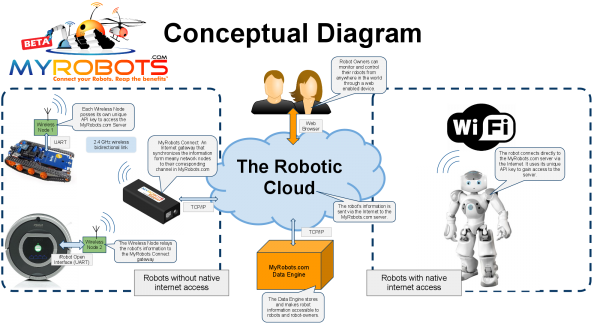 Conceptual Diagram
BETA
MYROBOTS
.COM
Connect your Robots. Reap the benefits
Robot Owners can
monitor and control
their robots from
anywhere in the world
through a web
enabled device.
Each Wireless Node
posses its own unique
API key to access the
MyRobots.com Server
Wireless
Node 1
UART
2.4 GHz wireless
bidirectional link
MyRobots Connect: An
Internet gateway that
synchronizes the information
form nearby network nodes
to their corresponding
channel in MyRobots.com
Web
Browser
WiFi
The robot connects directly to
the MyRobots.com server via
the Internet. It uses its unique
API key to gain access to the
server.
The Robotic
Cloud
TCP/IP
The robot's information is
sent via the Internet to the
MyRobots.com server.
TCP/IP
Wireless
Node 2
iRobot Open
Interface (UART)
The Wireless Node relays
the robot's information to
the MyRobots Connect
gateway
MyRobots.com
Data Engine
Robots without native
internet access
Robots with native
internet access
The Data Engine stores
and makes robot
information accessible to
robots and robot owners.